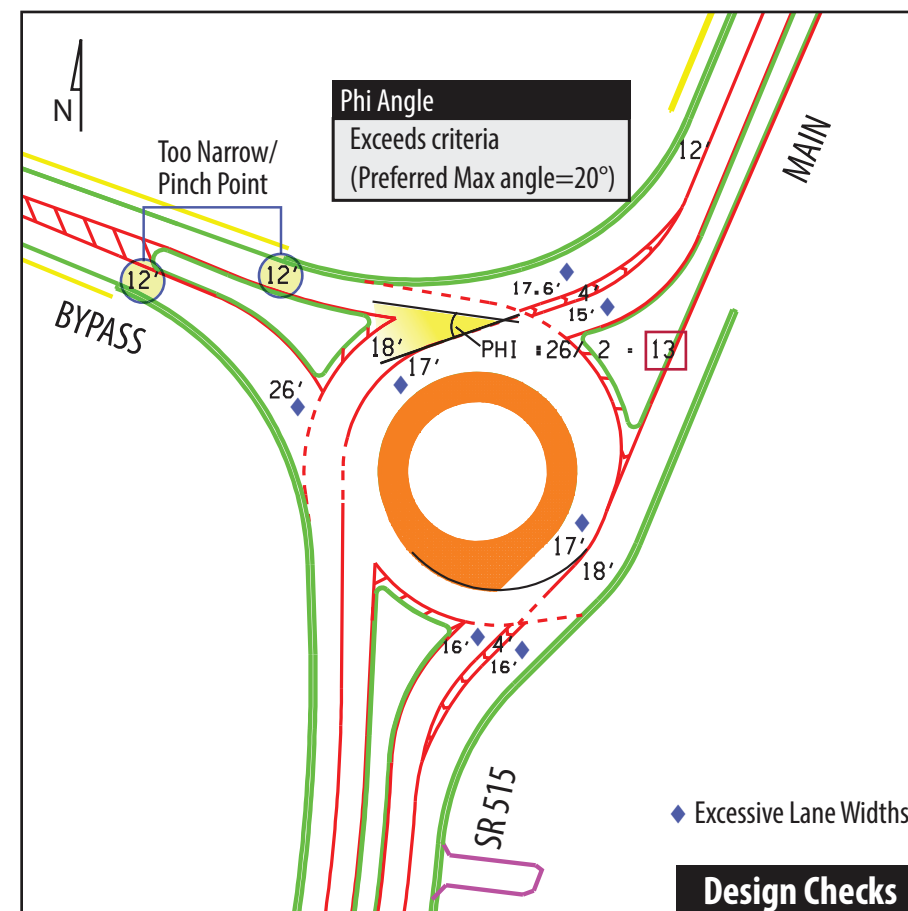 N
Phi Angle
Exceeds criteria
(Preferred Max angle=20°)
Too Narrow/
Pinch Point
12'
MAIN
12'
12'
BYPASS
17.6'
4'
15'
18'
17'
PHI = 26/ 2 = 13
26'
17'
18'
16'
4'
16'
SR 515
Excessive Lane Widths
Design Checks